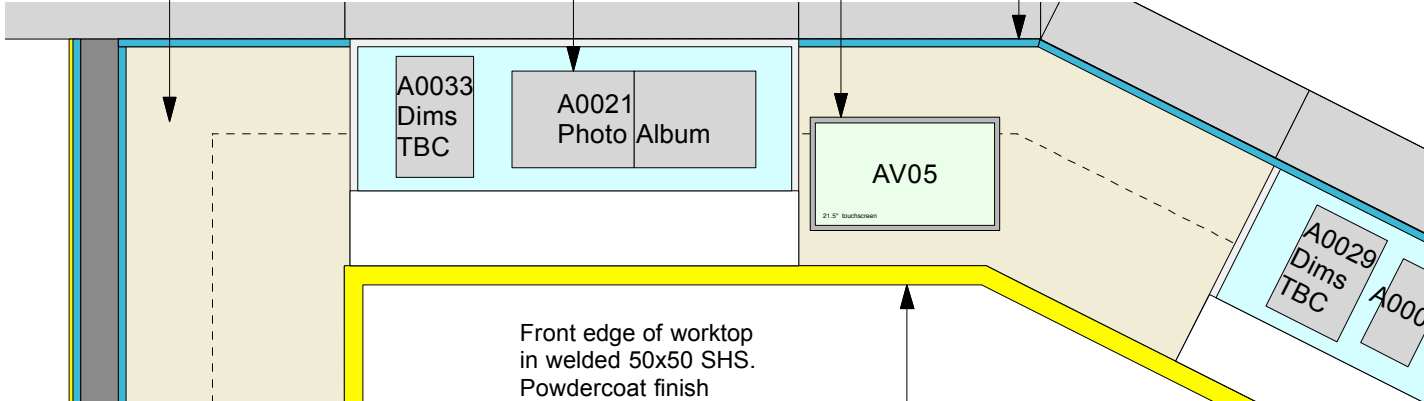 A0033
Dims
TBC
A0021
Photo Album
AV05
21.5" touchscreen
A0029
Dims
TBC
A000
Front edge of worktop
in welded 50x50 SHS.
Powdercoat finish